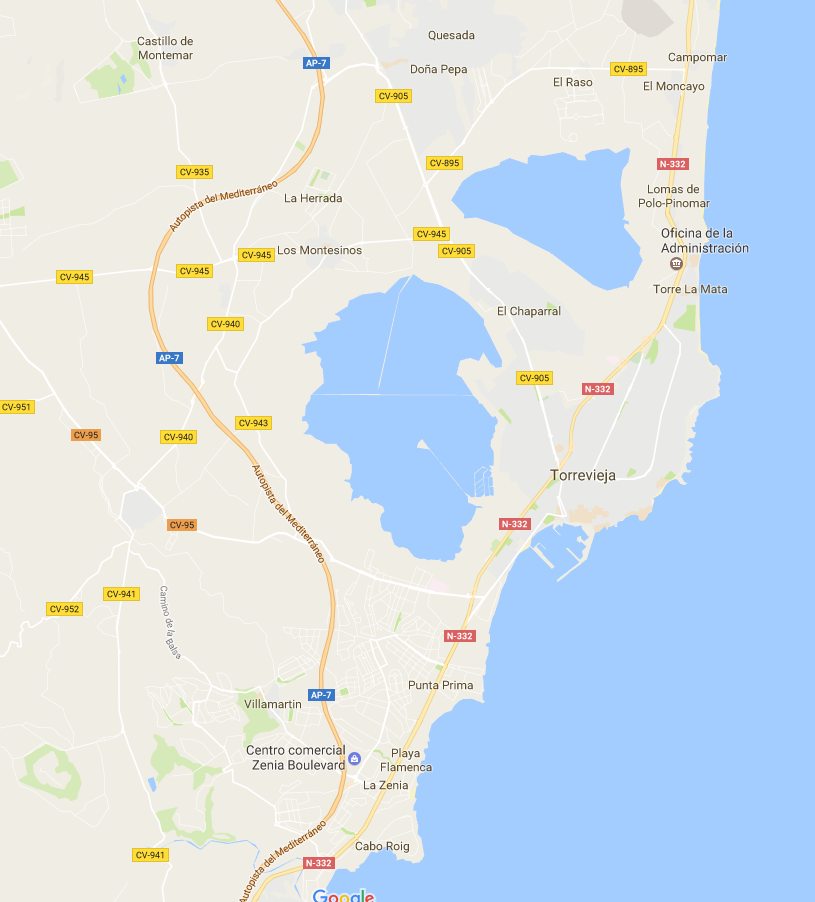 Quesada
Castillo de
Montemar
Campomar
AP-7
Doña Pepa
CV-895
El Raso
El Moncayo
CV-905
CV-895
N-332
CV-935
Autopista del Mediterráneo
La Herrada
Lomas de
Polo-Pinomar
CV-945
Oficina de la
Administración
CV-945
Los Montesinos
CV-905
CV-945
CV-945
Torre La Mata
El Chaparral
CV-940
AP-7
CV-905
N-332
CV-951
CV-943
CV-95
CV-940
Torrevieja
Autopista del Mediterráneo
CV-95
N-332
CV-941
CV-952
Camino de la Balsa
N-332
Punta Prima
AP-7
Villamartin
Centro comercial
Zenia Boulevard
Playa
Flamenca
La Zenia
Cabo Roig
CV-941
Autopista del Mediterráneo
N-332
Google